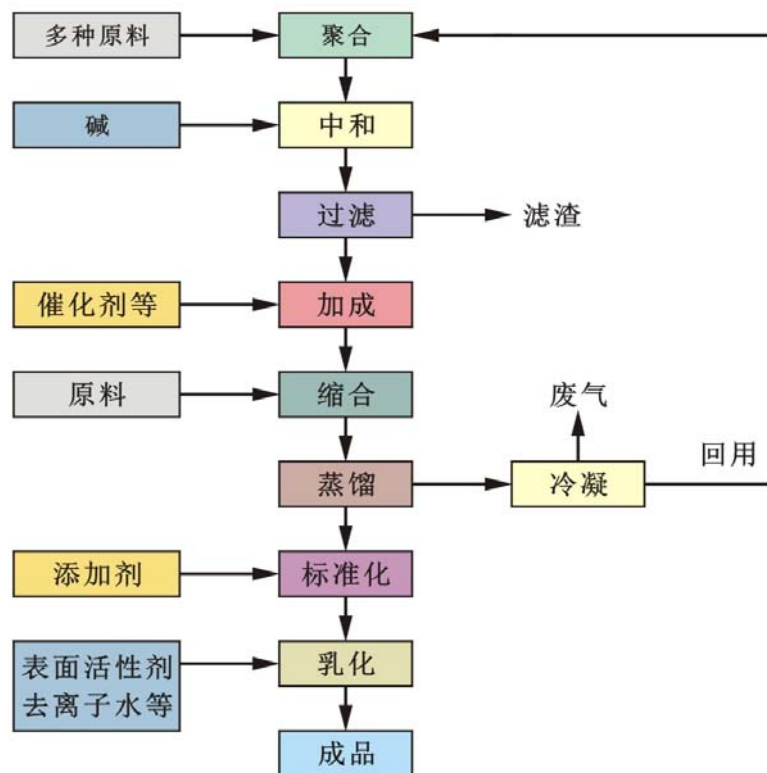 多种原料
聚合
碱
中和
过滤
滤渣
催化剂等
加成
原料
缩合
废气
回用
蒸馏
冷凝
添加剂
标准化
表面活性剂
去离子水等
乳化
成品